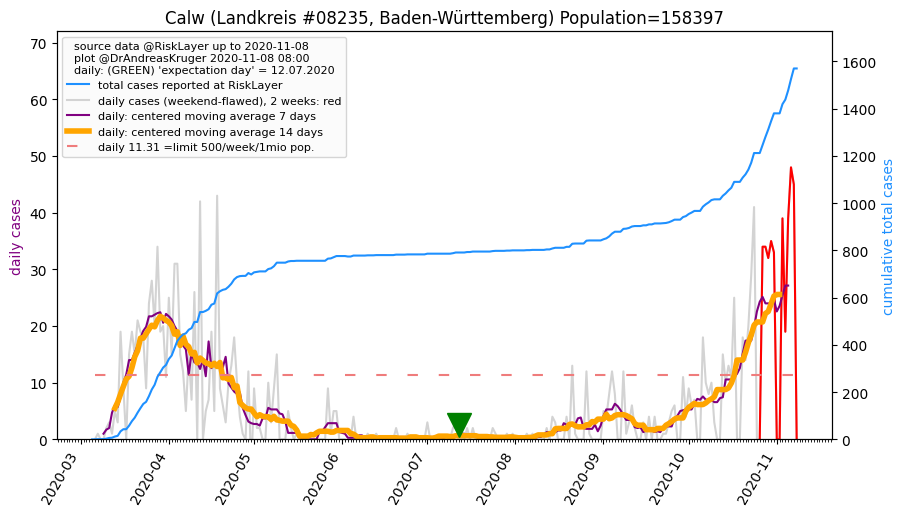 Calw (Landkreis #08235, Baden-Württemberg) Population=158397
source data @RiskLayer up to 2020-11-08
plot @DrAndreasKruger 2020-11-08 08:00
daily: (GREEN) 'expectation day' = 12.07.2020
total cases reported at RiskLayer
daily cases (weekend-flawed), 2 weeks: red
daily: centered moving average 7 days
daily: centered moving average 14 days
daily 11.31 =limit 500/week/1mio pop.
daily cases
70
60
50
40
30
20
10
0
cumulative total cases
1600
1400
1200
1000
800
600
400
200
0
2020-03
2020-04
2020-05
2020-06
2020-07
2020-08
2020-09
2020-10
2020-11